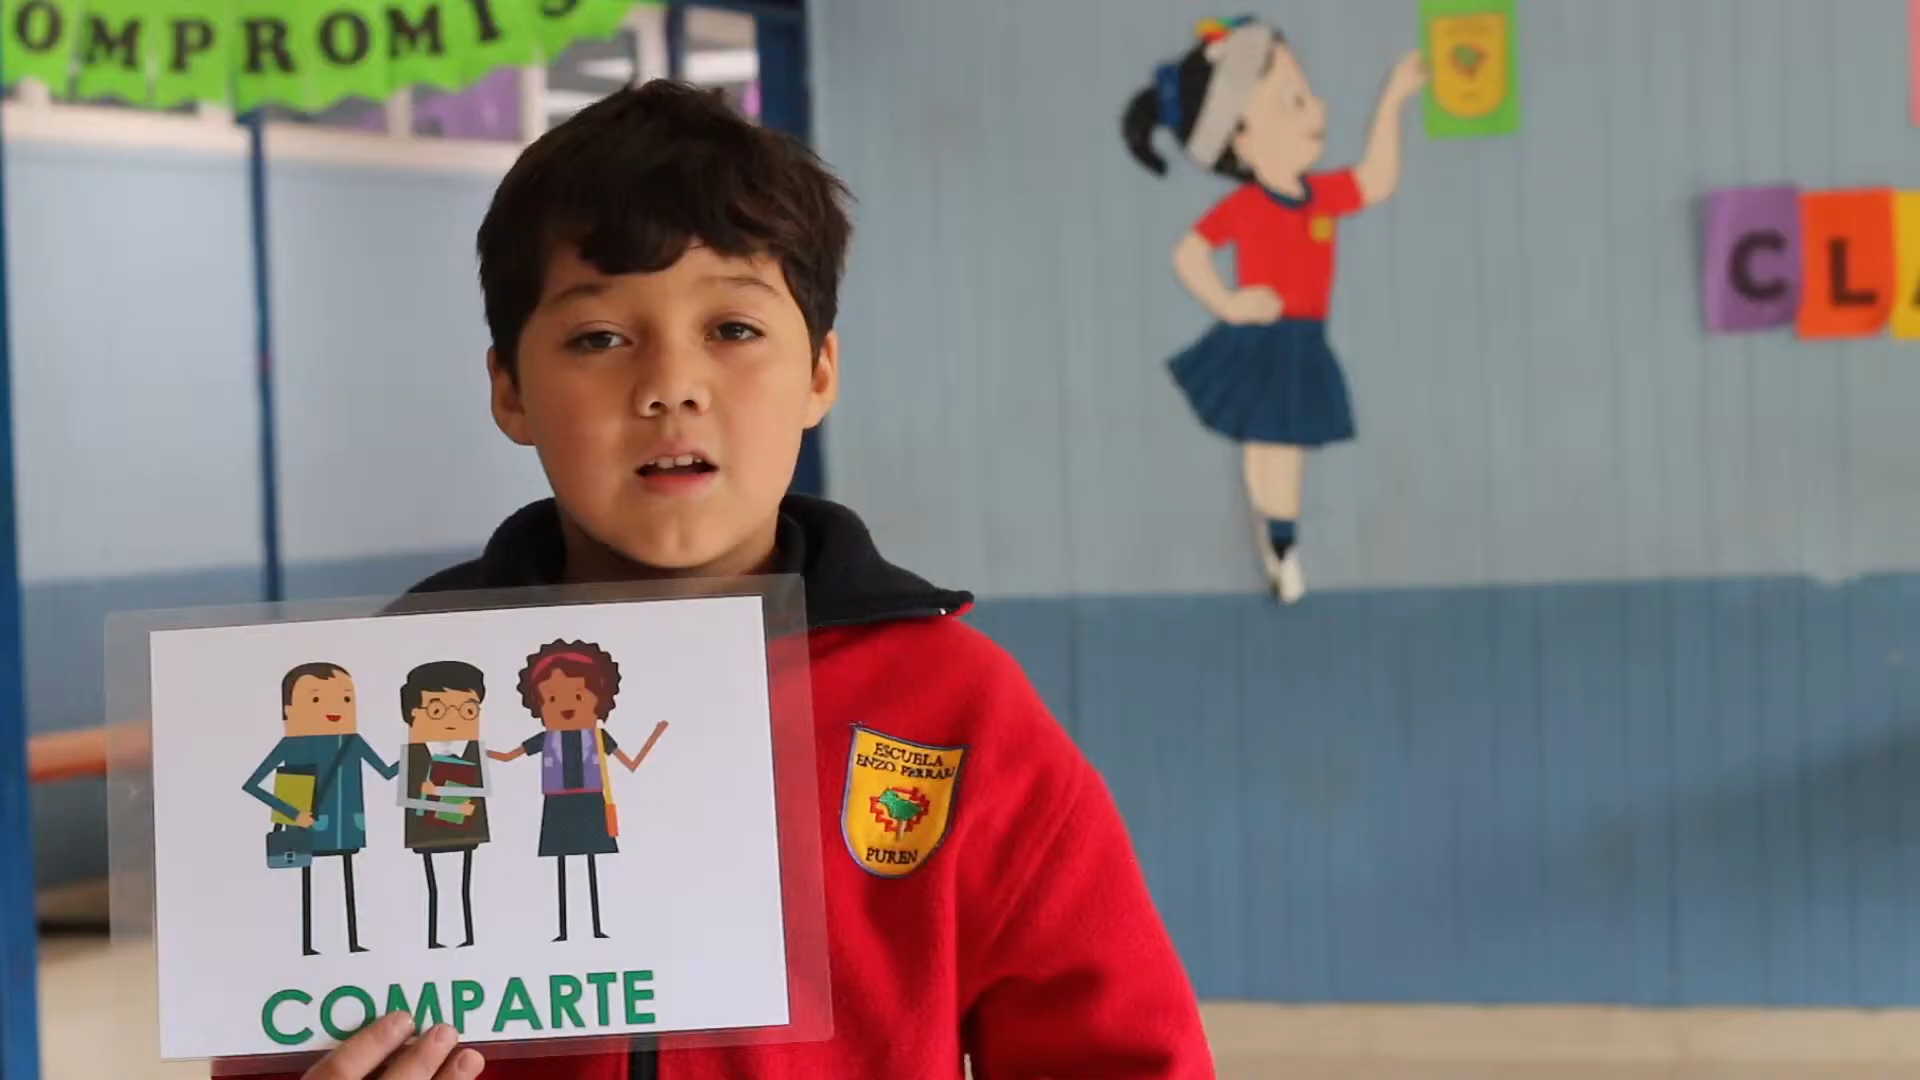 OMPROMIS
CLA
ESCUELA
ENZO FERRARI
PUREN
COMPARTE